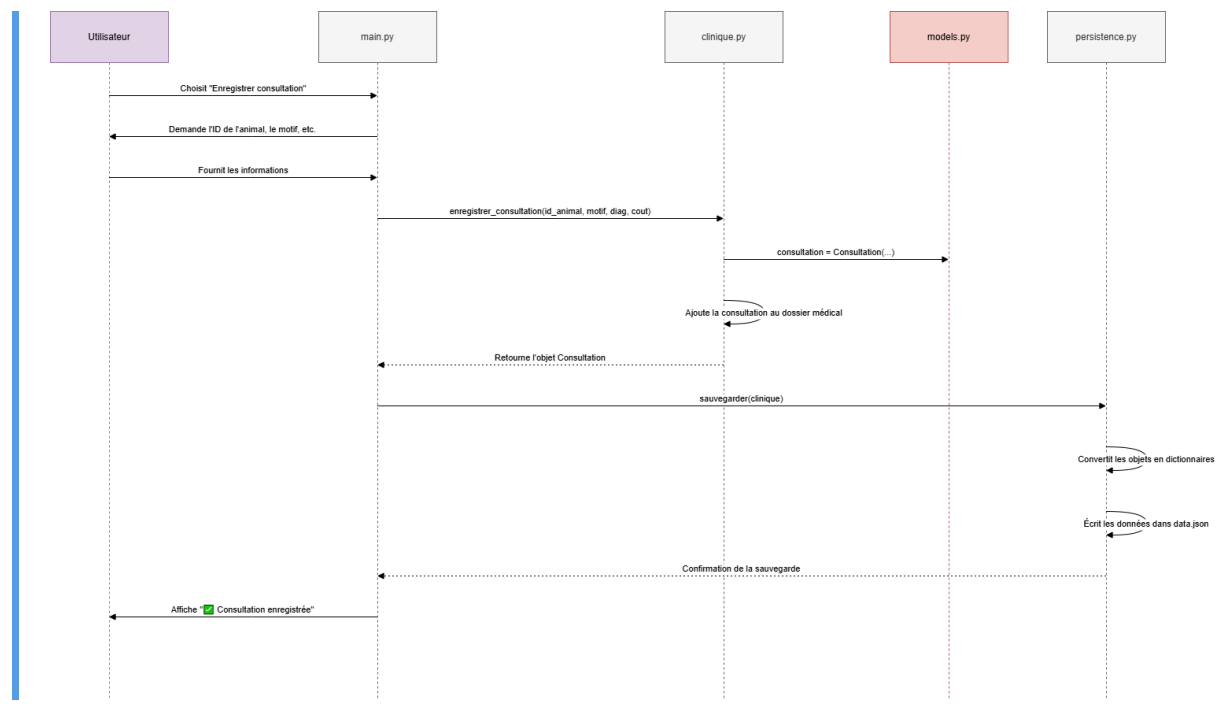 Utilisateur
main.py
clinique.py
models.py
persistence.py
Choisit "Enregistrer consultation"
Demande l'ID de l'animal, le motif, etc.
Fournit les informations
enregistrer_consultation(id_animal, motif, diag, cout)
consultation = Consultation(...)
Ajoute la consultation au dossier médical
Retourne l'objet Consultation
sauvegarder(clinique)
Convertit les objets en dictionnaires
Écrit les données dans data.json
Confirmation de la sauvegarde
Affiche "✅ Consultation enregistrée"